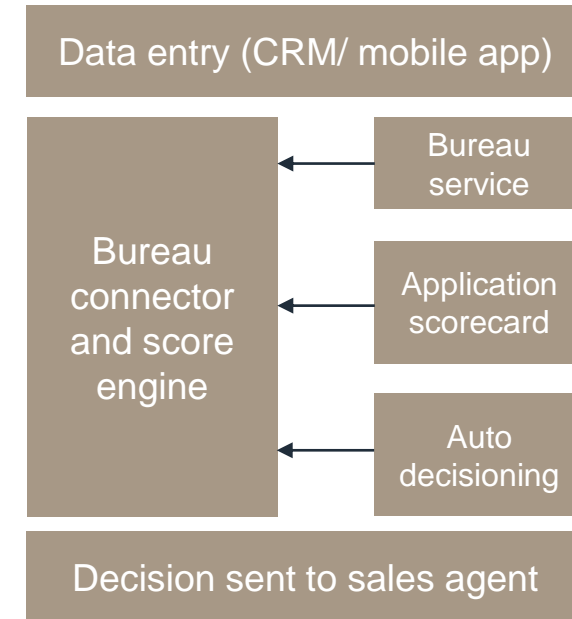 Data entry (CRM/ mobile app)
Bureau
connector
and score
engine
Bureau
service
Application
scorecard
Auto
decisioning
Decision sent to sales agent